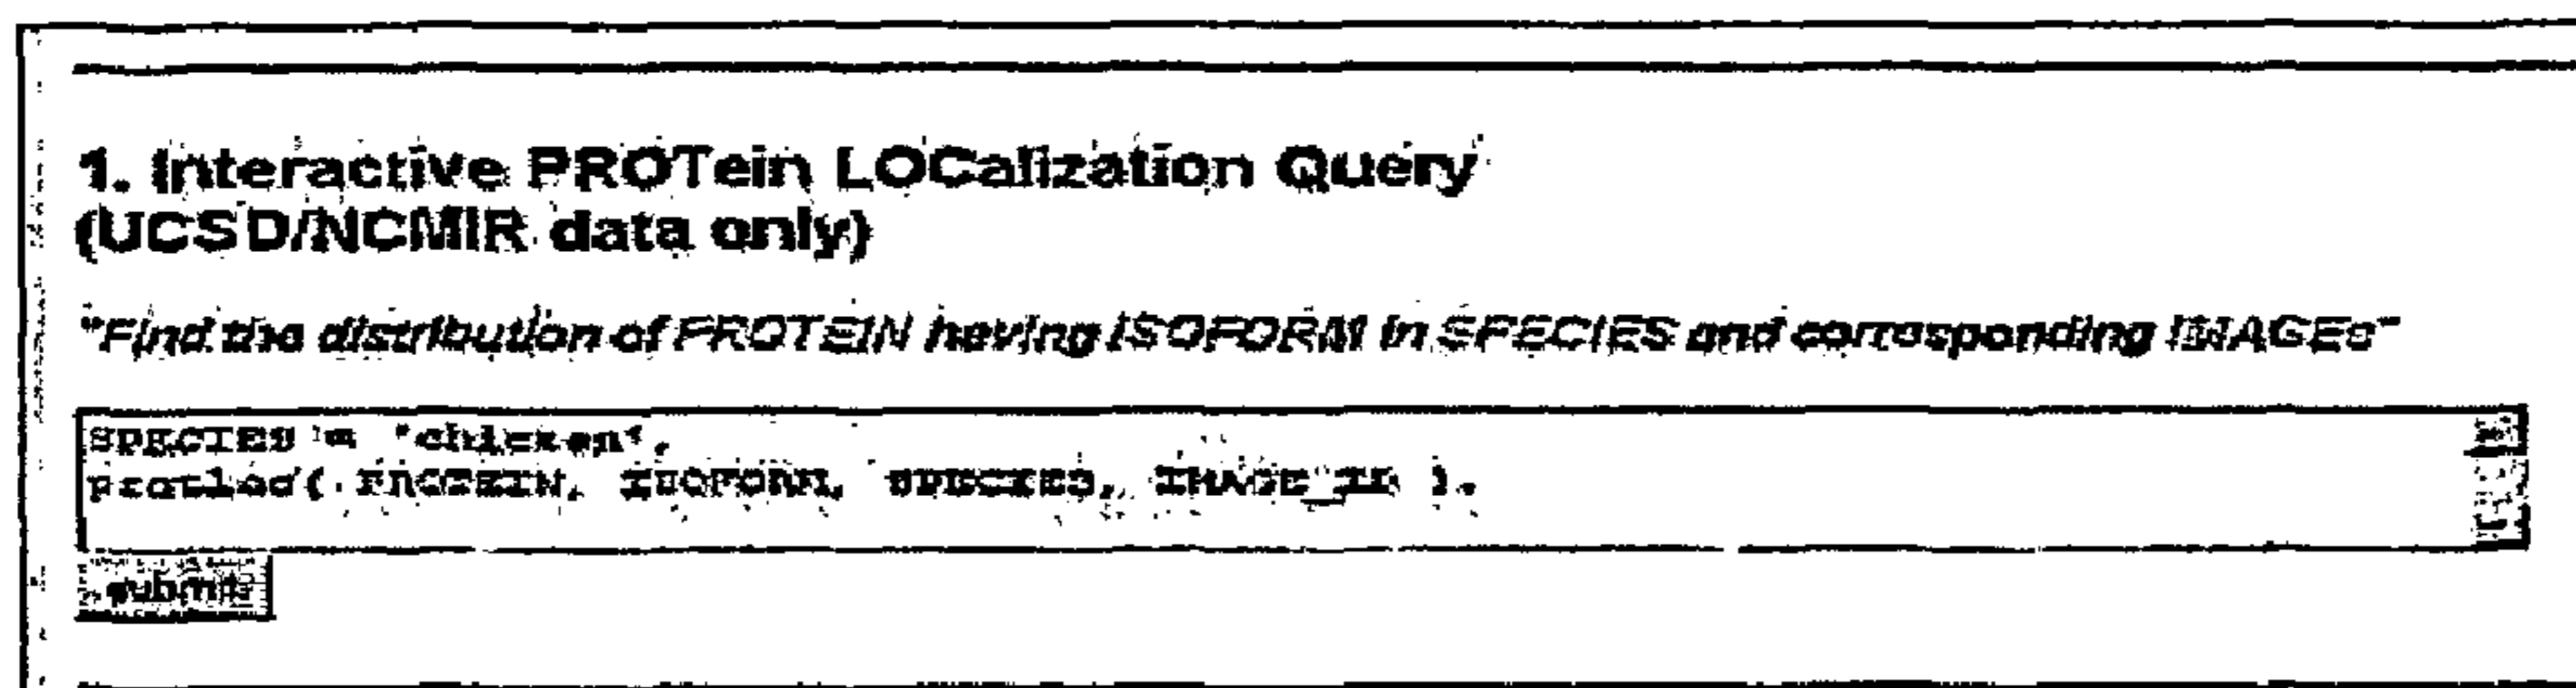 1. Interactive PROTein LOCalization Query
(UCSD/NCMIR data only)
"Find the distribution of PROTEIN having ISOFORM in SPECIES and corresponding IMAGEs"
SPECIES = 'chicken',
protloc( PROTEIN, ISOFORM, SPECIES, IMAGE_ID ).
submit